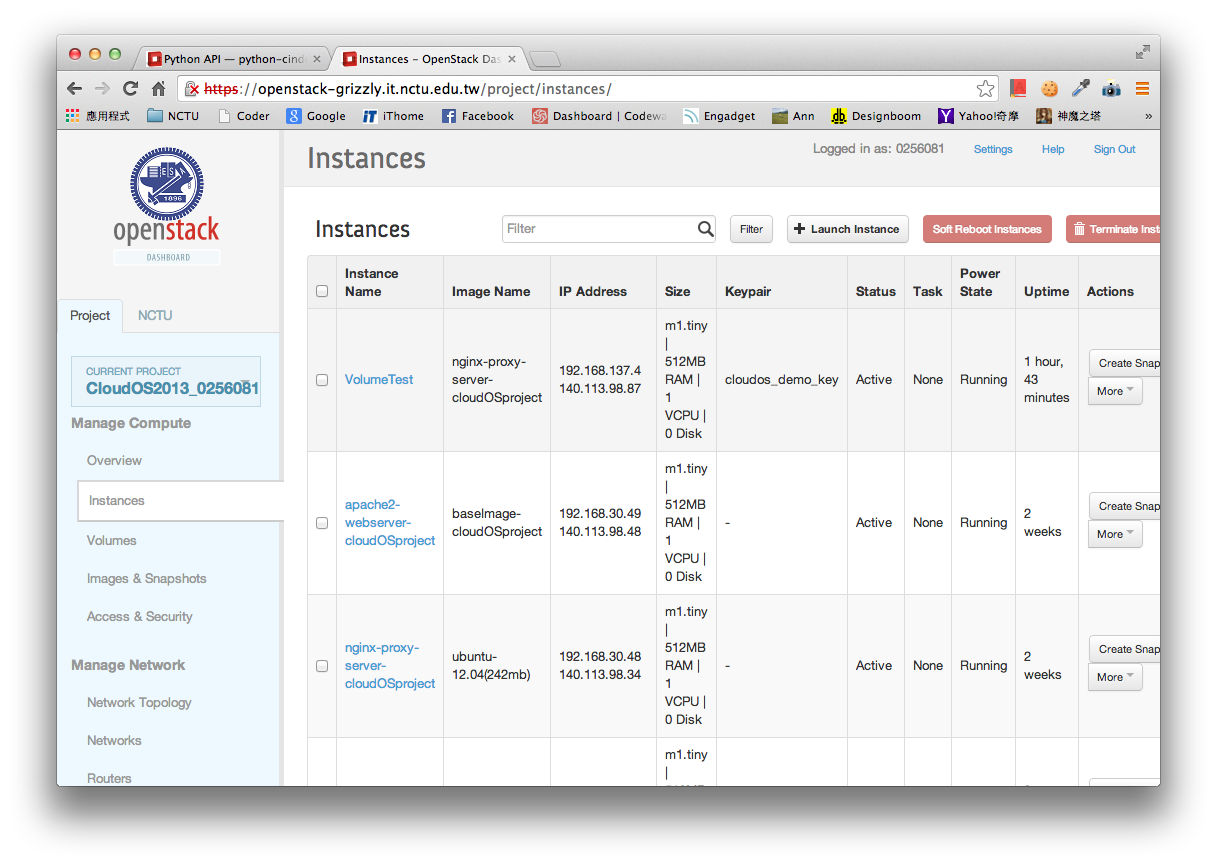 Python API — python-cind
Instances - OpenStack Das
https://openstack-grizzly.it.nctu.edu.tw/project/instances/
應用程式 NCTU Coder Google iThome Facebook Dashboard | Codewa Engadget Ann Designboom Yahoo!奇摩 神魔之塔 »
ES
1896
openstack
DASHBOARD
Instances
Logged in as: 0256081 Settings Help Sign Out
Project NCTU
CURRENT PROJECT
CloudOS2013_0256081
Manage Compute
Overview
Instances
Volumes
Images & Snapshots
Access & Security
Manage Network
Network Topology
Networks
Routers
Instances Filter Filter Launch Instance Soft Reboot Instances Terminate Inst
Instance
Name
Image Name
IP Address
Size
Keypair
Status
Task
Power
State
Uptime
Actions
VolumeTest
nginx-proxy-
server-
cloudOSproject
192.168.137.4
140.113.98.87
m1.tiny
|
512MB
RAM |
1
VCPU |
0 Disk
cloudos_demo_key
Active
None
Running
1 hour,
43
minutes
Create Snap
More
apache2-
webserver-
cloudOSproject
baseImage-
cloudOSproject
192.168.30.49
140.113.98.48
m1.tiny
|
512MB
RAM |
1
VCPU |
0 Disk
-
Active
None
Running
2
weeks
Create Snap
More
nginx-proxy-
server-
cloudOSproject
ubuntu-
12.04(242mb)
192.168.30.48
140.113.98.34
m1.tiny
|
512MB
RAM |
1
VCPU |
0 Disk
-
Active
None
Running
2
weeks
Create Snap
More
m1.tiny
|